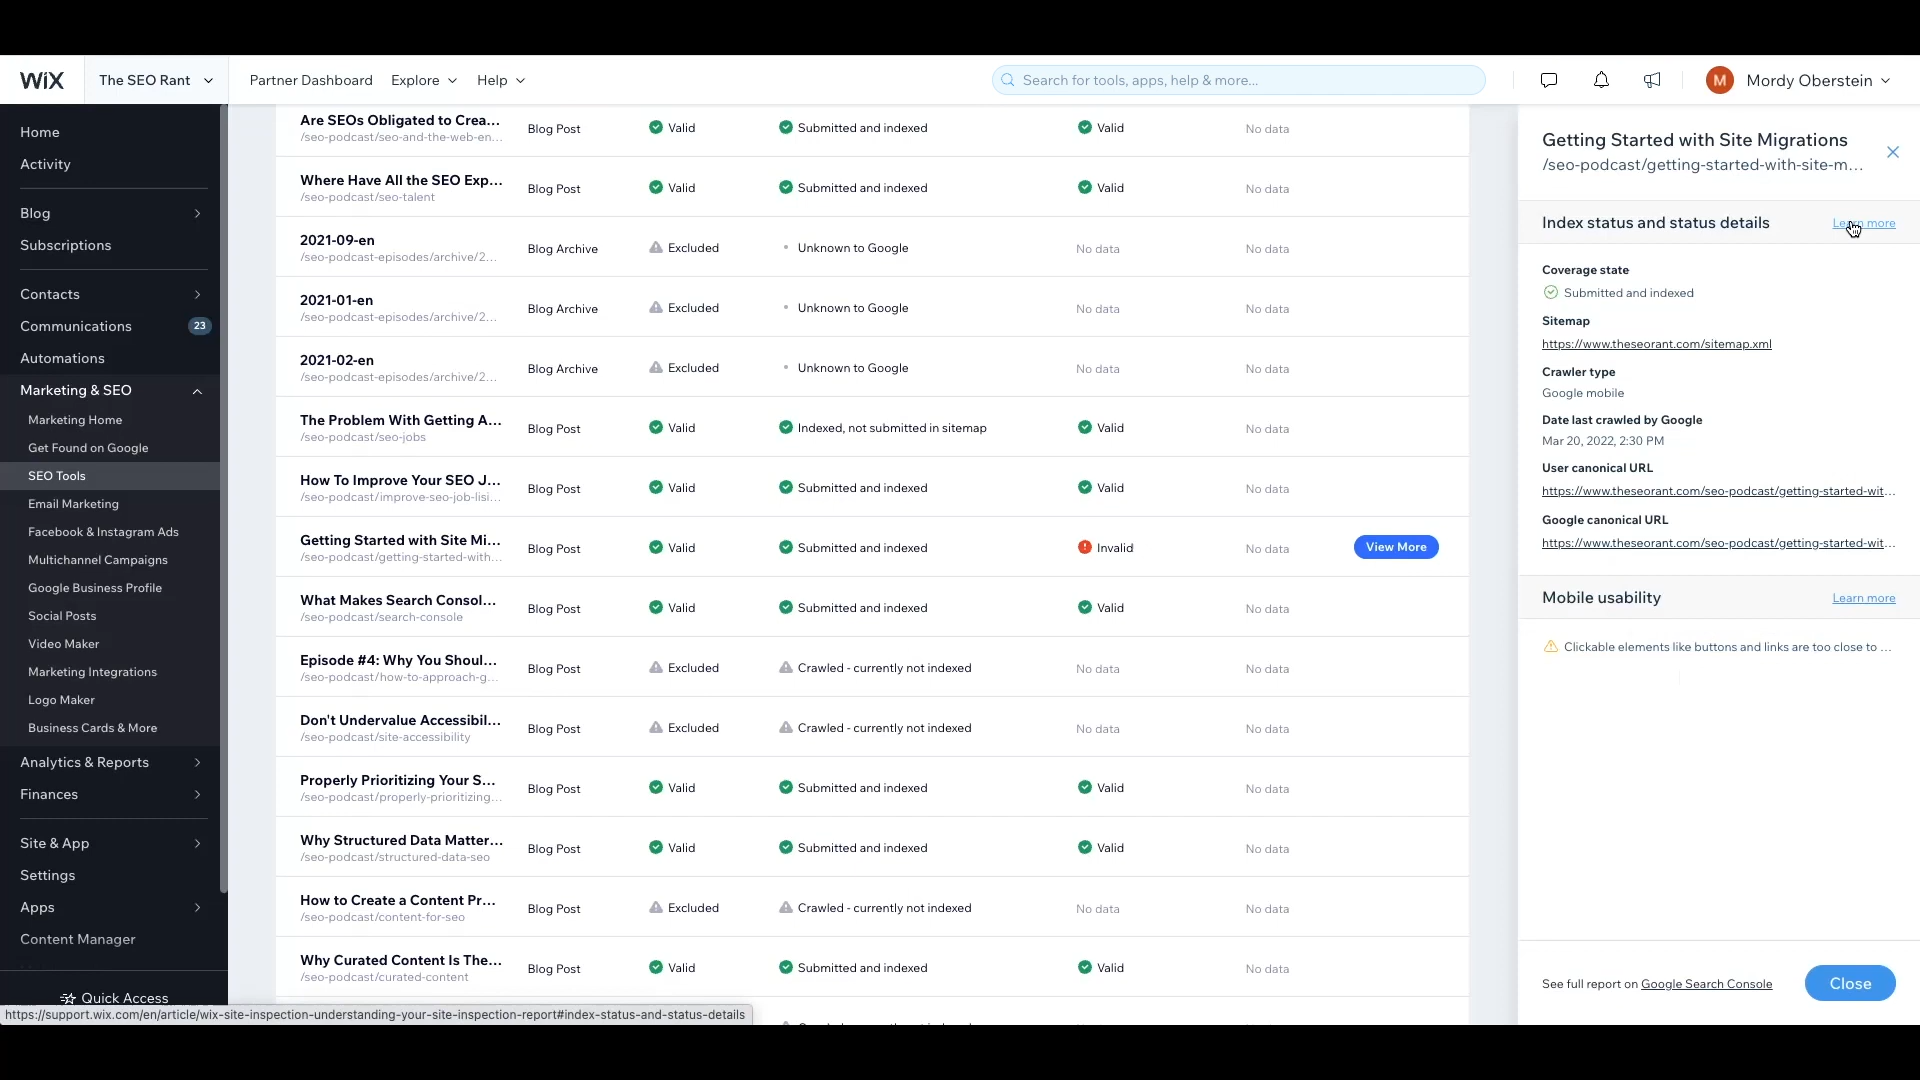 WiX
The SEO Rant
Partner Dashboard
Explore
Help
Search for tools, apps, help & more...
M
Mordy Oberstein
Home
Activity
Blog
Subscriptions
Contacts
Communications
23
Automations
Marketing & SEO
Marketing Home
Get Found on Google
SEO Tools
Email Marketing
Facebook & Instagram Ads
Multichannel Campaigns
Google Business Profile
Social Posts
Video Maker
Marketing Integrations
Logo Maker
Business Cards & More
Analytics & Reports
Finances
Site & App
Settings
Apps
Content Manager
Quick Access
https://support.wix.com/en/article/wix-site-inspection-understanding-your-site-inspection-report#index-status-and-status-details
Are SEOs Obligated to Crea...
/seo-podcast/seo-and-the-web-en...
Blog Post
Valid
Submitted and indexed
Valid
No data
Where Have All the SEO Exp...
/seo-podcast/seo-talent
Blog Post
Valid
Submitted and indexed
Valid
No data
2021-09-en
/seo-podcast-episodes/archive/2...
Blog Archive
Excluded
Unknown to Google
No data
No data
2021-01-en
/seo-podcast-episodes/archive/2...
Blog Archive
Excluded
Unknown to Google
No data
No data
2021-02-en
/seo-podcast-episodes/archive/2...
Blog Archive
Excluded
Unknown to Google
No data
No data
The Problem With Getting A...
/seo-podcast/seo-jobs
Blog Post
Valid
Indexed, not submitted in sitemap
Valid
No data
How To Improve Your SEO J...
/seo-podcast/improve-seo-job-lisi...
Blog Post
Valid
Submitted and indexed
Valid
No data
Getting Started with Site Mi...
/seo-podcast/getting-started-with...
Blog Post
Valid
Submitted and indexed
Invalid
No data
View More
What Makes Search Consol...
/seo-podcast/search-console
Blog Post
Valid
Submitted and indexed
Valid
No data
Episode #4: Why You Shoul...
/seo-podcast/how-to-approach-g...
Blog Post
Excluded
Crawled - currently not indexed
No data
No data
Don't Undervalue Accessibil...
/seo-podcast/site-accessibility
Blog Post
Excluded
Crawled - currently not indexed
No data
No data
Properly Prioritizing Your S...
/seo-podcast/properly-prioritizing...
Blog Post
Valid
Submitted and indexed
Valid
No data
Why Structured Data Matter...
/seo-podcast/structured-data-seo
Blog Post
Valid
Submitted and indexed
Valid
No data
How to Create a Content Pr...
/seo-podcast/content-for-seo
Blog Post
Excluded
Crawled - currently not indexed
No data
No data
Why Curated Content Is The...
/seo-podcast/curated-content
Blog Post
Valid
Submitted and indexed
Valid
No data
Getting Started with Site Migrations
/seo-podcast/getting-started-with-site-m...
Index status and status details
Learn more
Coverage state
Submitted and indexed
Sitemap
https://www.theseorant.com/sitemap.xml
Crawler type
Google mobile
Date last crawled by Google
Mar 20, 2022, 2:30 PM
User canonical URL
https://www.theseorant.com/seo-podcast/getting-started-wit...
Google canonical URL
https://www.theseorant.com/seo-podcast/getting-started-wit...
Mobile usability
Learn more
Clickable elements like buttons and links are too close to ...
See full report on Google Search Console
Close